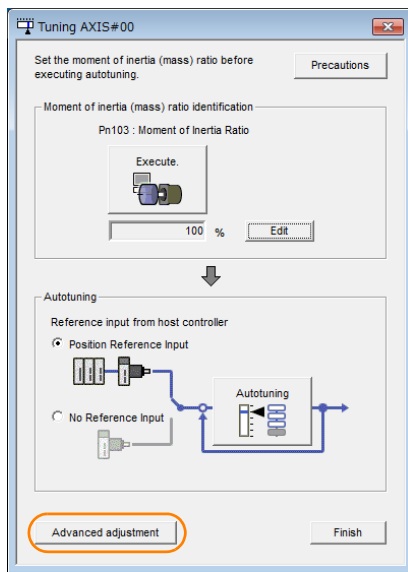 Tuning AXIS#00
Set the moment of inertia (mass) ratio before
executing autotuning.
Precautions
Moment of inertia (mass) ratio identification
Pn103 : Moment of Inertia Ratio
Execute.
100 %
Edit
Autotuning
Reference input from host controller
Position Reference Input
Autotuning
No Reference Input
Advanced adjustment
Finish